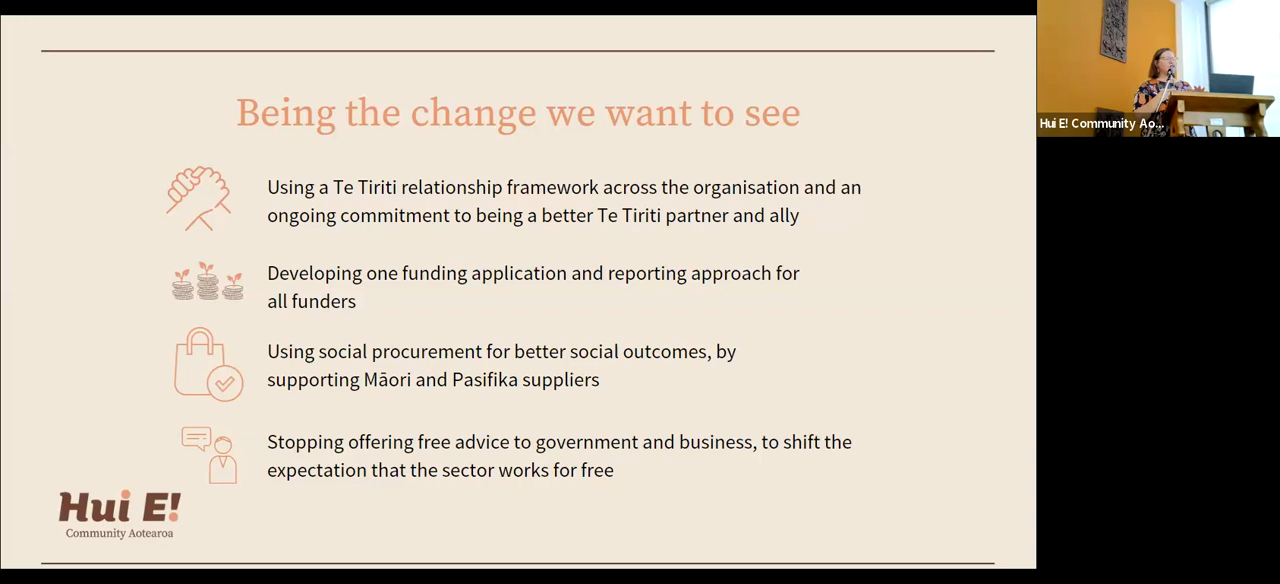 Being the change we want to see
Using a Te Tiriti relationship framework across the organisation and an
ongoing commitment to being a better Te Tiriti partner and ally
Developing one funding application and reporting approach for
all funders
Using social procurement for better social outcomes, by
supporting Māori and Pasifika suppliers
Stopping offering free advice to government and business, to shift the
expectation that the sector works for free
Hui E!
Community Aotearoa
Hui E! Community Ao...